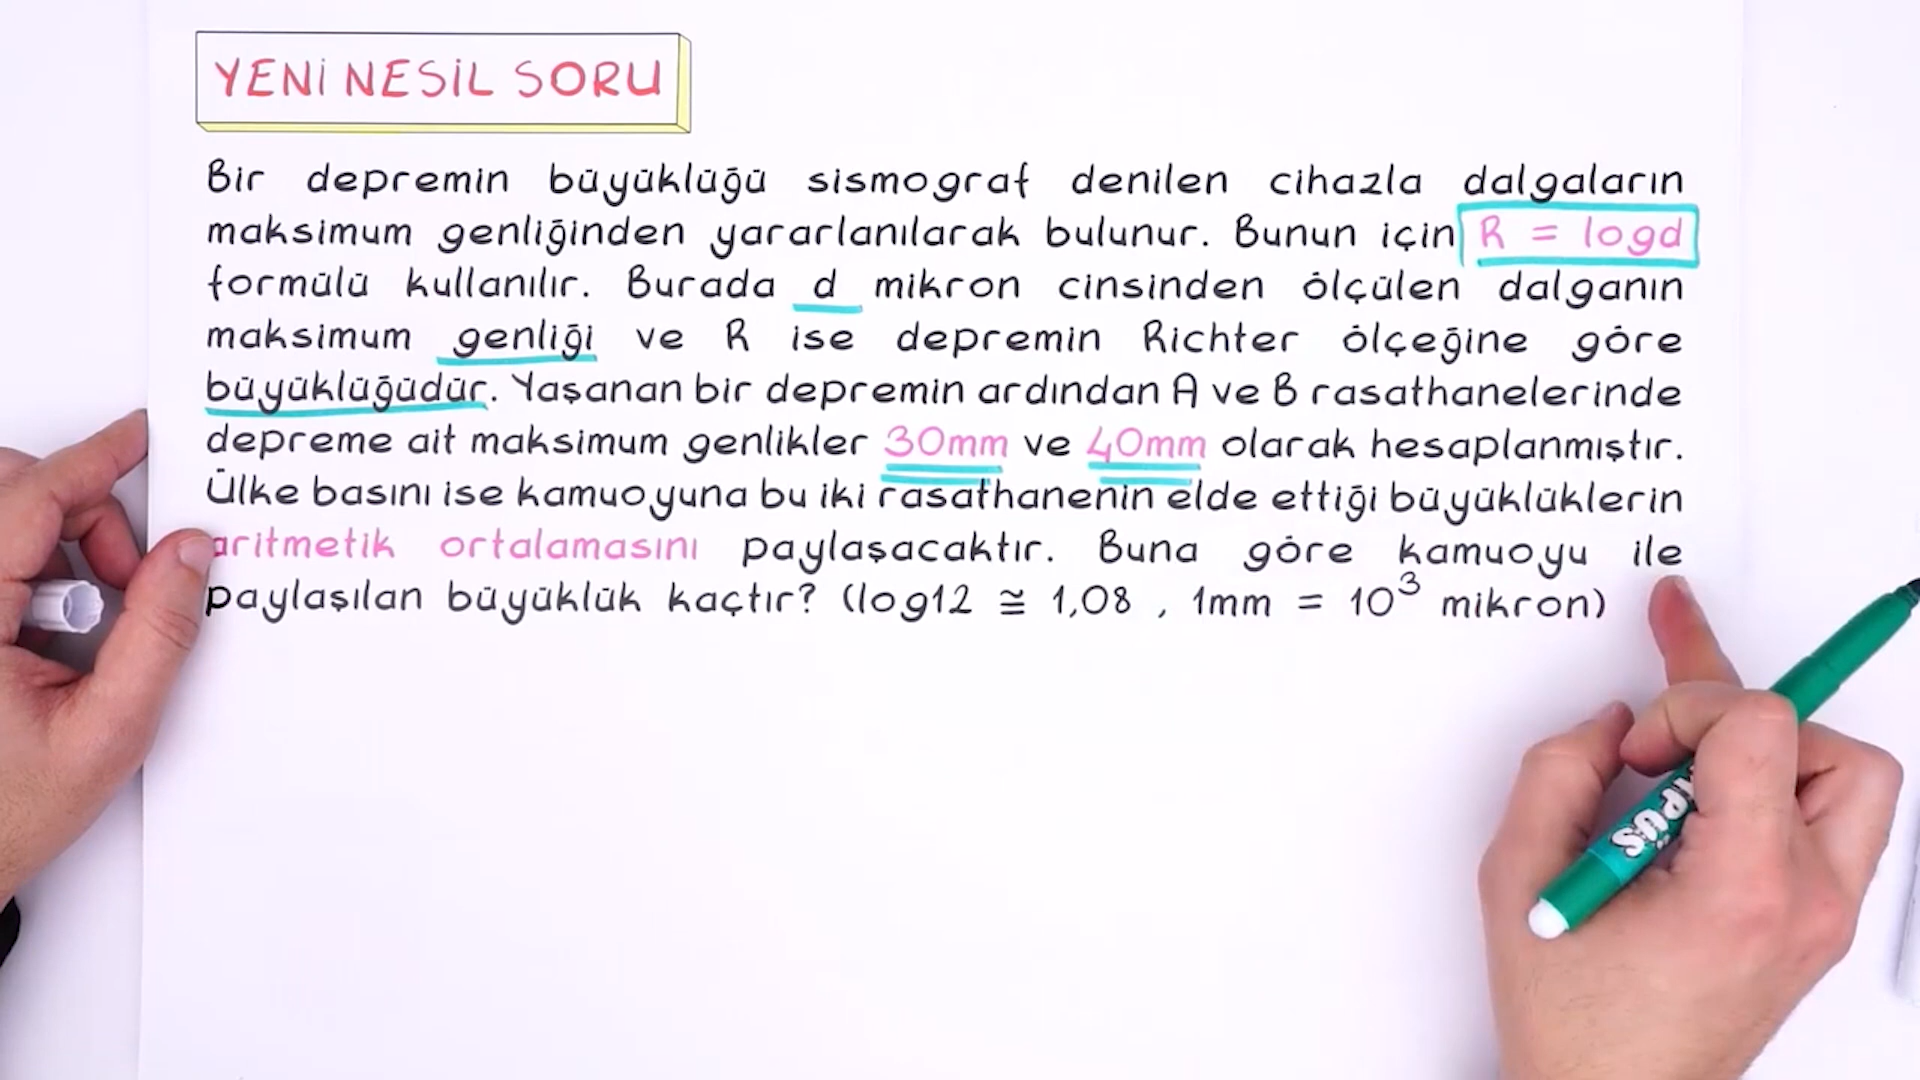 YENİ NESİL SORU
Bir depremin büyüklüğü sismograf denilen cihazla dalgaların
maksimum genliğinden yararlanılarak bulunur. Bunun için R = logd
formülü kullanılır. Burada d mikron cinsinden ölçülen dalganın
maksimum genliği ve R ise depremin Richter ölçeğine göre
büyüklüğüdür. Yaşanan bir depremin ardından A ve B rasathanelerinde
depreme ait maksimum genlikler 30mm ve 40mm olarak hesaplanmıştır.
Ülke basını ise kamuoyuna bu iki rasathanenin elde ettiği büyüklüklerin
aritmetik ortalamasını paylaşacaktır. Buna göre kamuoyu ile
paylaşılan büyüklük kaçtır? (log12 ≅ 1,08 , 1mm = 10³ mikron)